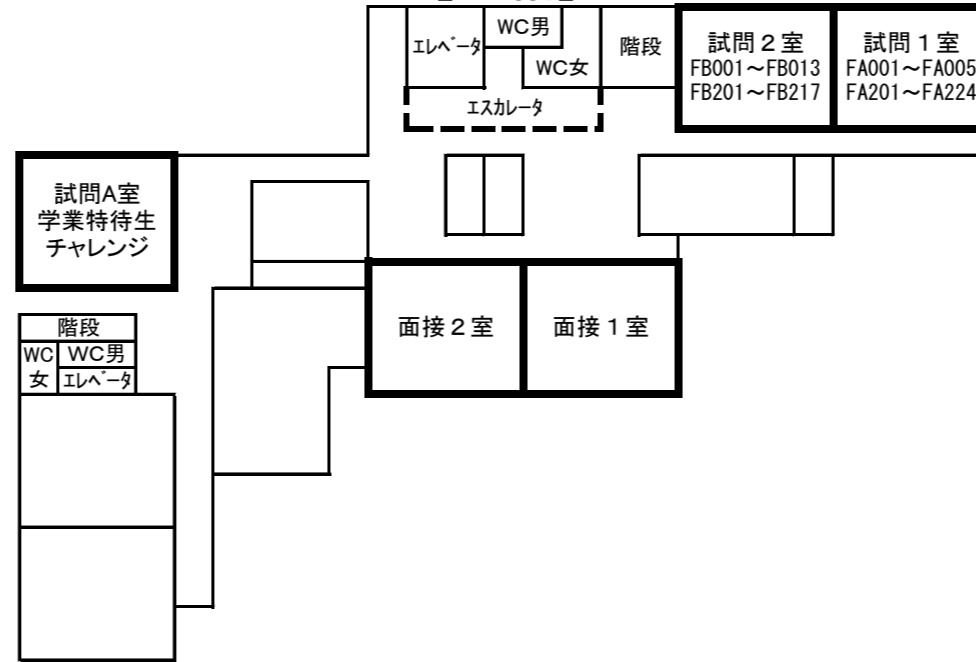 エレベータ
WC男
WC女
階段
エスカレータ
試問２室
FB001～FB013
FB201～FB217
試問１室
FA001～FA005
FA201～FA224
試問A室
学業特待生
チャレンジ
面接２室
面接１室
階段
WC女
WC男
エレベータ